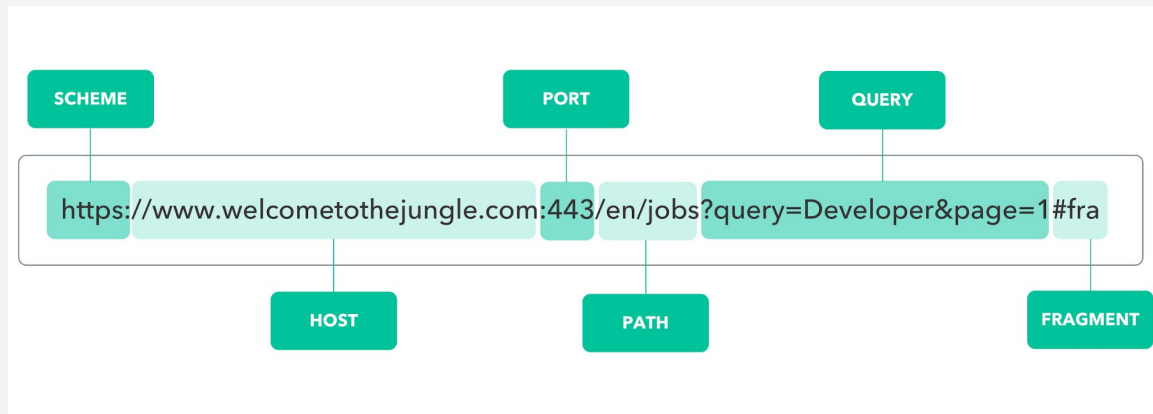 SCHEME
PORT
QUERY
https://www.welcometothejungle.com:443/en/jobs?query=Developer&page=1#fra
HOST
PATH
FRAGMENT